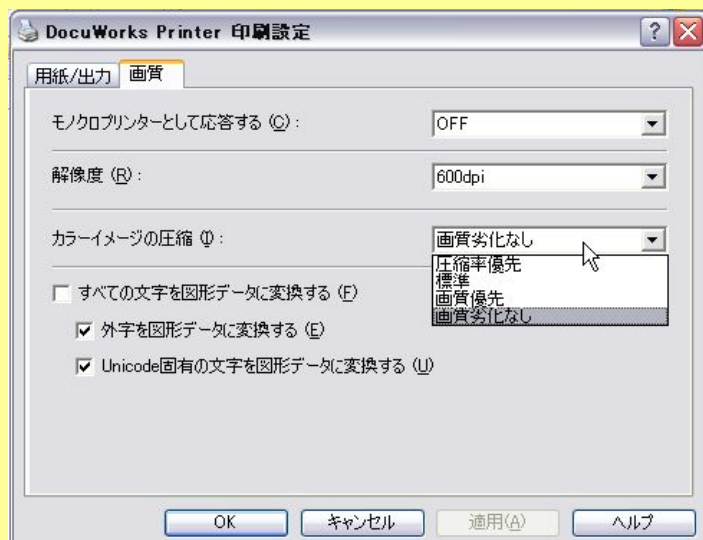 DocuWorks Printer 印刷設定
用紙/出力 画質
モノクロプリンターとして応答する (C) : OFF
解像度 (R) : 600dpi
カラーイメージの圧縮 (I) : 画質劣化なし
圧縮率優先
標準
画質優先
画質劣化なし
すべての文字を図形データに変換する (F)
外字を図形データに変換する (E)
Unicode固有の文字を図形データに変換する (U)
OK キャンセル 適用(A) ヘルプ